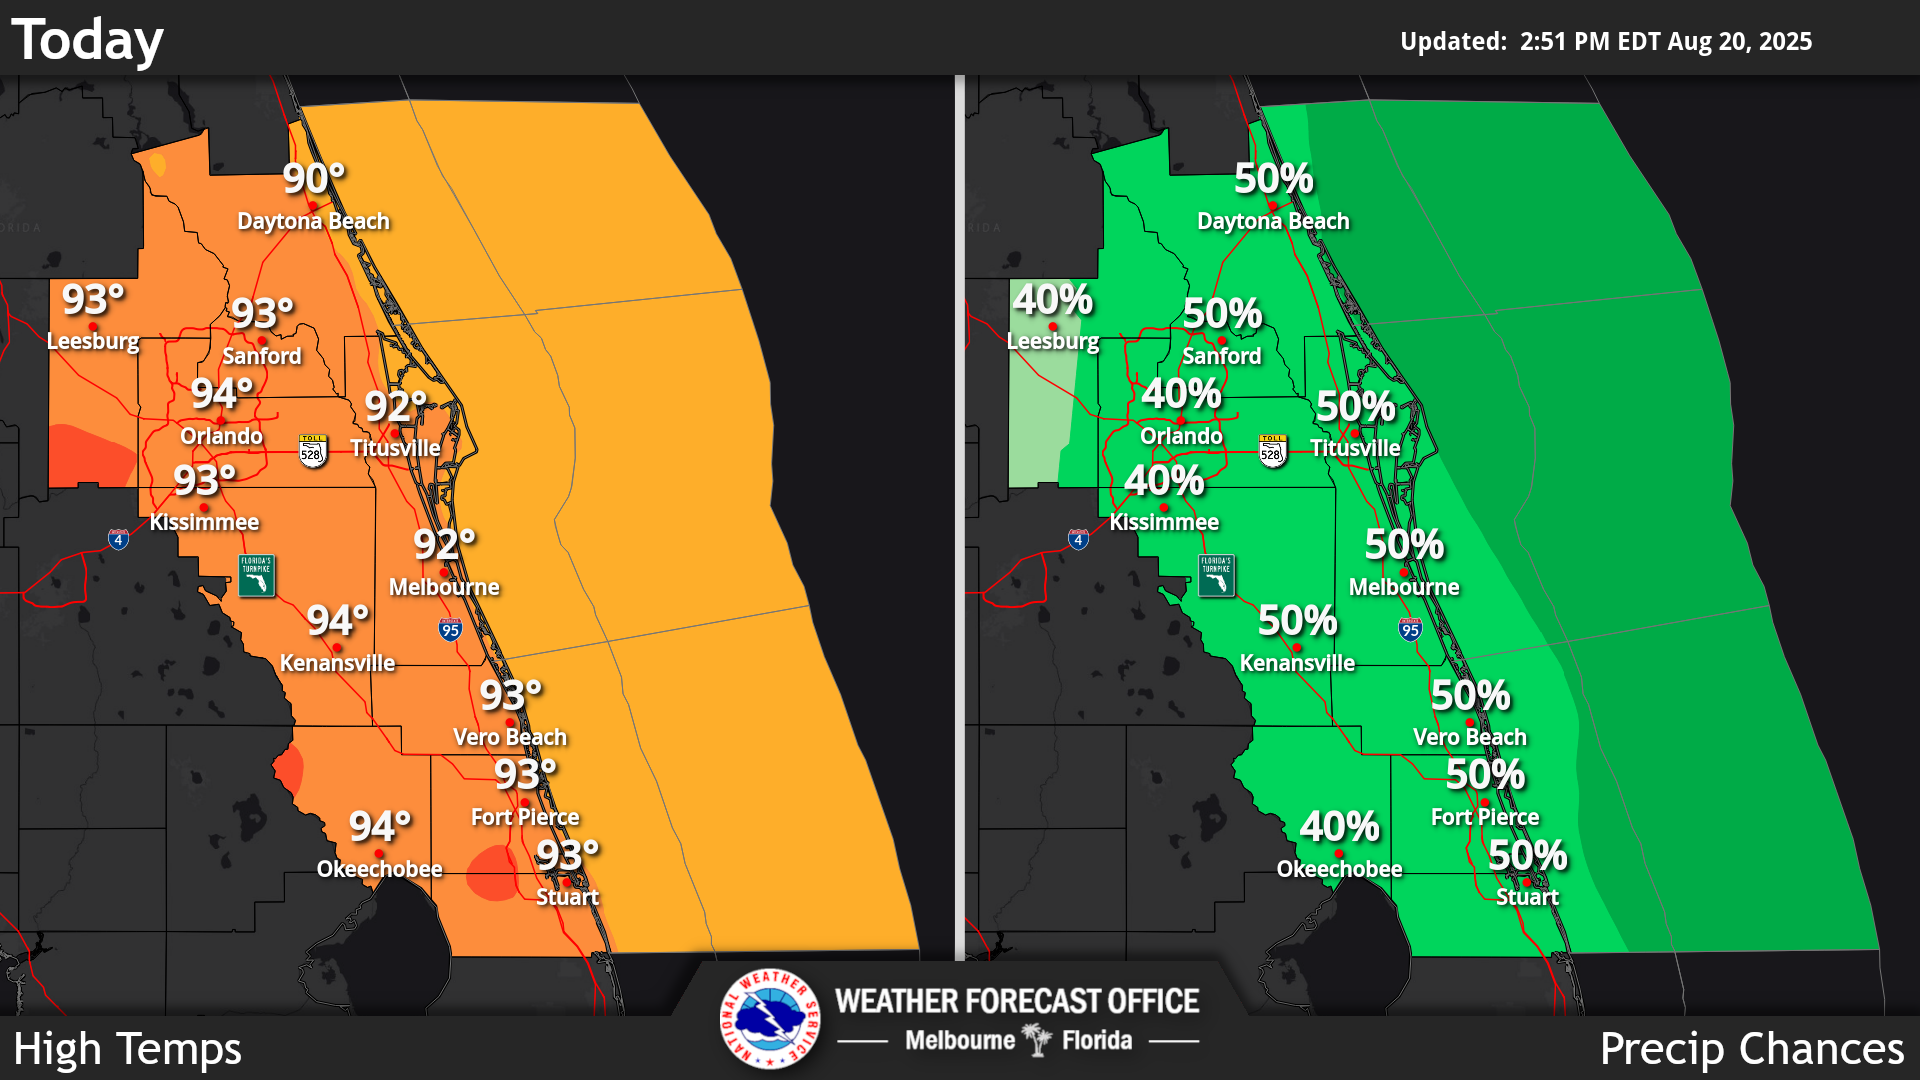 Today
Updated: 2:51 PM EDT Aug 20, 2025
90°
Daytona Beach
93°
Leesburg
93°
Sanford
94°
Orlando
92°
Titusville
TOLL
528
93°
Kissimmee
4
FLORIDA'S
TURNPIKE
92°
Melbourne
95
94°
Kenansville
93°
Vero Beach
93°
Fort Pierce
94°
Okeechobee
93°
Stuart
ORIDA
50%
Daytona Beach
40%
Leesburg
50%
Sanford
40%
Orlando
50%
Titusville
TOLL
528
40%
Kissimmee
4
FLORIDA'S
TURNPIKE
50%
Melbourne
95
50%
Kenansville
50%
Vero Beach
50%
Fort Pierce
40%
Okeechobee
50%
Stuart
RIDA
High Temps
NATIONAL WEATHER SERVICE
WEATHER FORECAST OFFICE
Melbourne Florida
Precip Chances